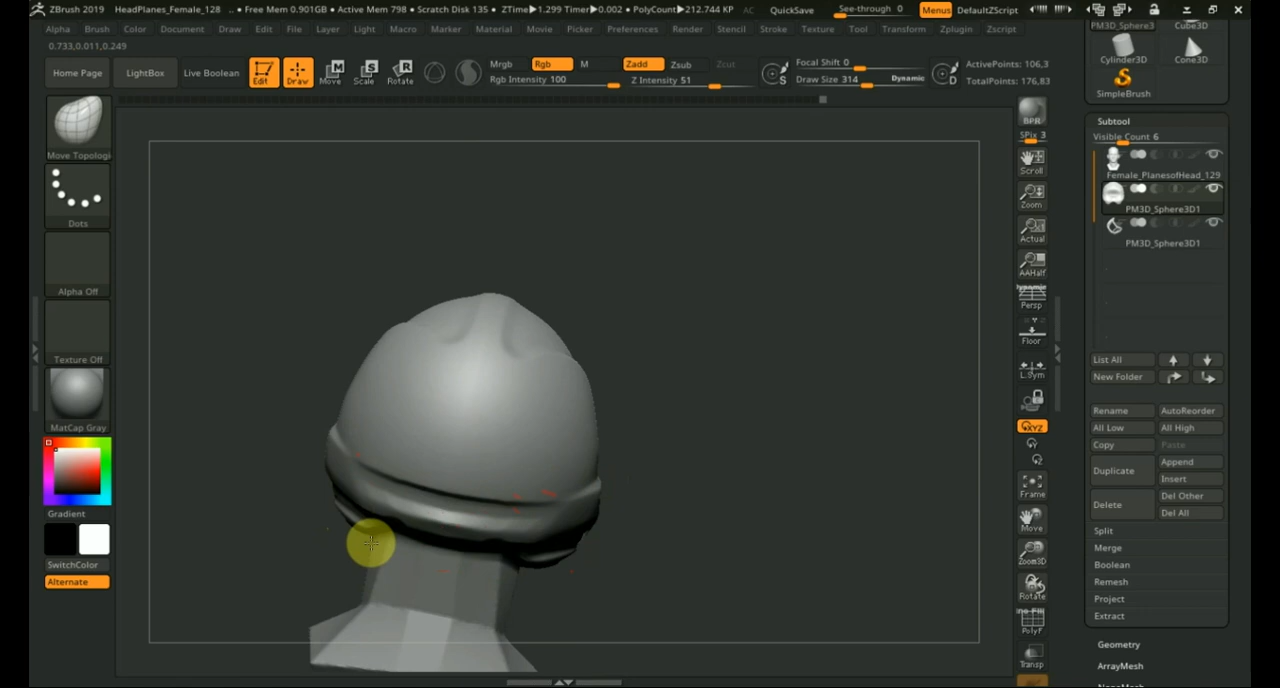 ZBrush 2019 HeadPlanes_Female_128 .. • Free Mem 0.901GB • Active Mem 798 • Scratch Disk 135 • ZTime▶1.299 Timer▶0.002 • PolyCount▶212.744 KP AC QuickSave See-through 0 Menus DefaultZScript
Alpha Brush Color Document Draw Edit File Layer Light Macro Marker Material Movie Picker Preferences Render Stencil Stroke Texture Tool Transform Zplugin Zscript
0.733,0.011,0.249
Home Page LightBox Live Boolean Edit Draw Move Scale Rotate
Mrgb Rgb M Zadd Zsub Zcut
Rgb Intensity 100 Z Intensity 51
Focal Shift 0
Draw Size 314 Dynamic
ActivePoints: 106,3
TotalPoints: 176,83
Move Topologi
Dots
Alpha Off
Texture Off
MatCap Gray
Gradient
SwitchColor
Alternate
BPR
SPix 3
Scroll
Zoom
Actual
AAHalf
Persp
Floor
L.Sym
XYZ
Frame
Move
Zoom3D
Rotate
PolyF
Transp
PM3D_Sphere3 Cube3D
Cylinder3D Cone3D
SimpleBrush
Subtool
Visible Count 6
Female_PlanesofHead_129
PM3D_Sphere3D1
PM3D_Sphere3D1
List All
New Folder
Rename AutoReorder
All Low All High
Copy Paste
Duplicate Append
Insert
Delete Del Other
Del All
Split
Merge
Boolean
Remesh
Project
Extract
Geometry
ArrayMesh